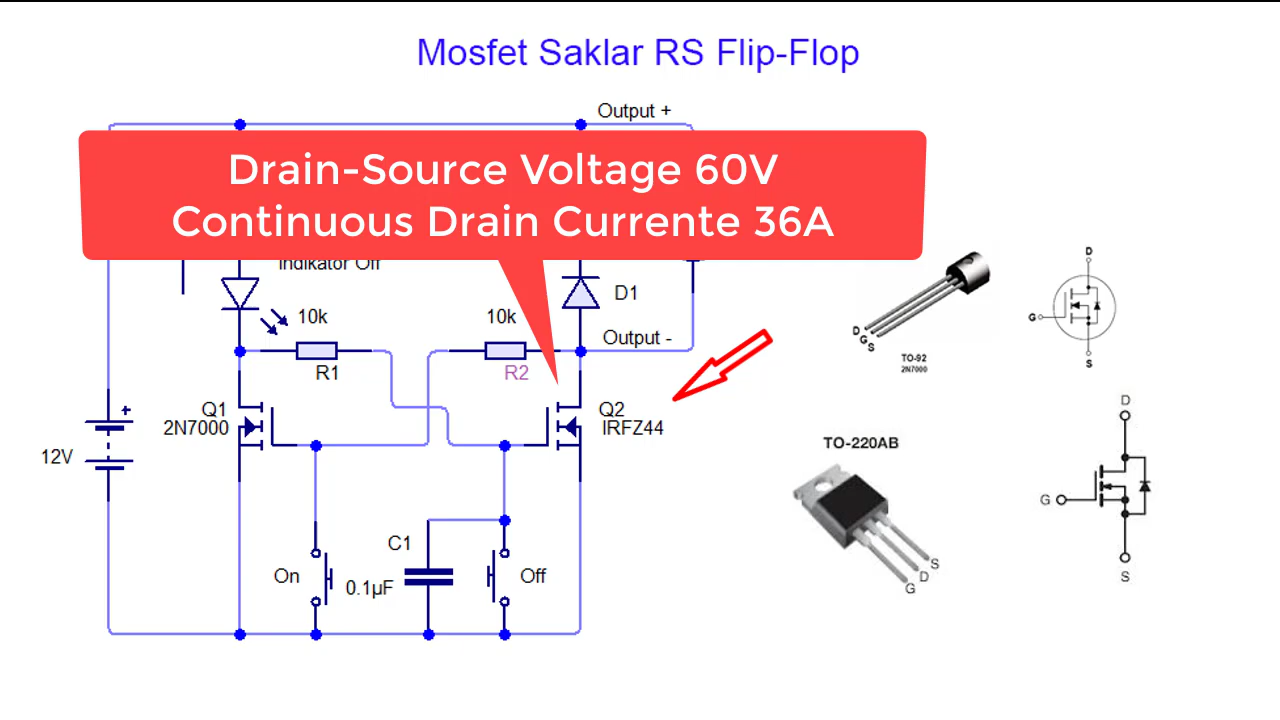 Mosfet Saklar RS Flip-Flop
Output +
Drain-Source Voltage 60V
Continuous Drain Currente 36A
Indikator Off
D1
10k
10k
Output -
R1
R2
Q1
2N7000
Q2
IRFZ44
+
12V
C1
On
0.1µF
Off
D
G
S
TO-92
2N7000
D
G
S
TO-220AB
G
D
S
D
G
S